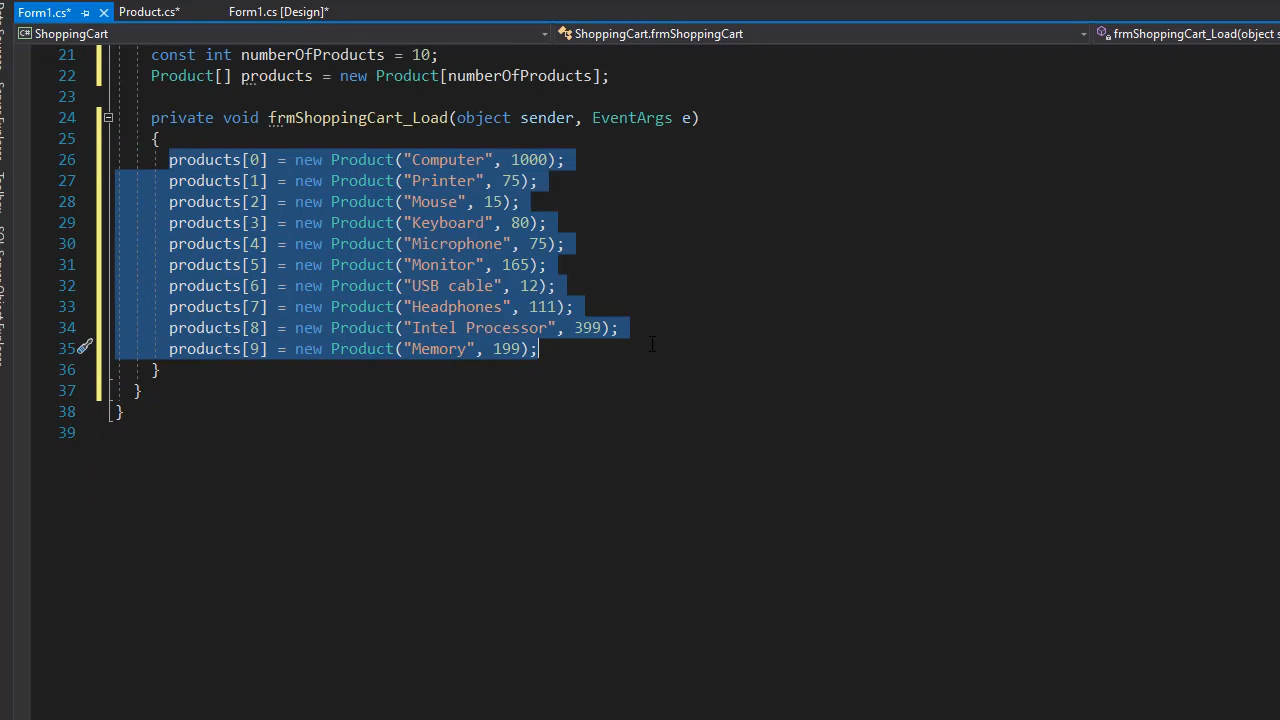 Form1.cs* Product.cs* Form1.cs [Design]*
ShoppingCart ShoppingCart.frmShoppingCart frmShoppingCart_Load(object s
21 const int numberOfProducts = 10;
22 Product[] products = new Product[numberOfProducts];
23
24 private void frmShoppingCart_Load(object sender, EventArgs e)
25 {
26 products[0] = new Product("Computer", 1000);
27 products[1] = new Product("Printer", 75);
28 products[2] = new Product("Mouse", 15);
29 products[3] = new Product("Keyboard", 80);
30 products[4] = new Product("Microphone", 75);
31 products[5] = new Product("Monitor", 165);
32 products[6] = new Product("USB cable", 12);
33 products[7] = new Product("Headphones", 111);
34 products[8] = new Product("Intel Processor", 399);
35 products[9] = new Product("Memory", 199);
36 }
37 }
38 }
39